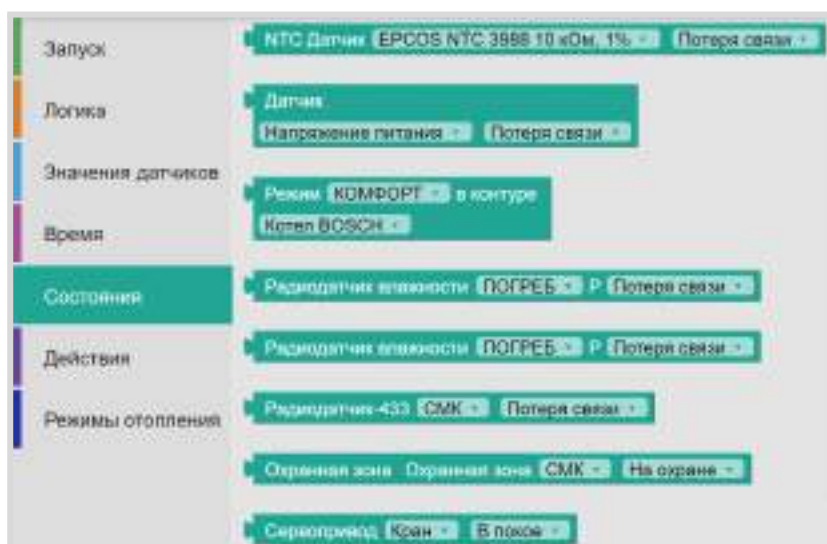 Запуск
Логика
Значения датчиков
Время
Состояния
Действия
Режимы отопления
NTC Датчик EPCOS NTC 3988 10 кОм, 1% Потеря связи
Датчик
Напряжение питания Потеря связи
Режим КОМФОРТ в контуре
Котел BOSCH
Радиодатчик влажности ПОГРЕБ Р Потеря связи
Радиодатчик влажности ПОГРЕБ Р Потеря связи
Радиодатчик-433 СМК Потеря связи
Охранная зона Охранная зона СМК На охране
Сервопривод Кран В покое